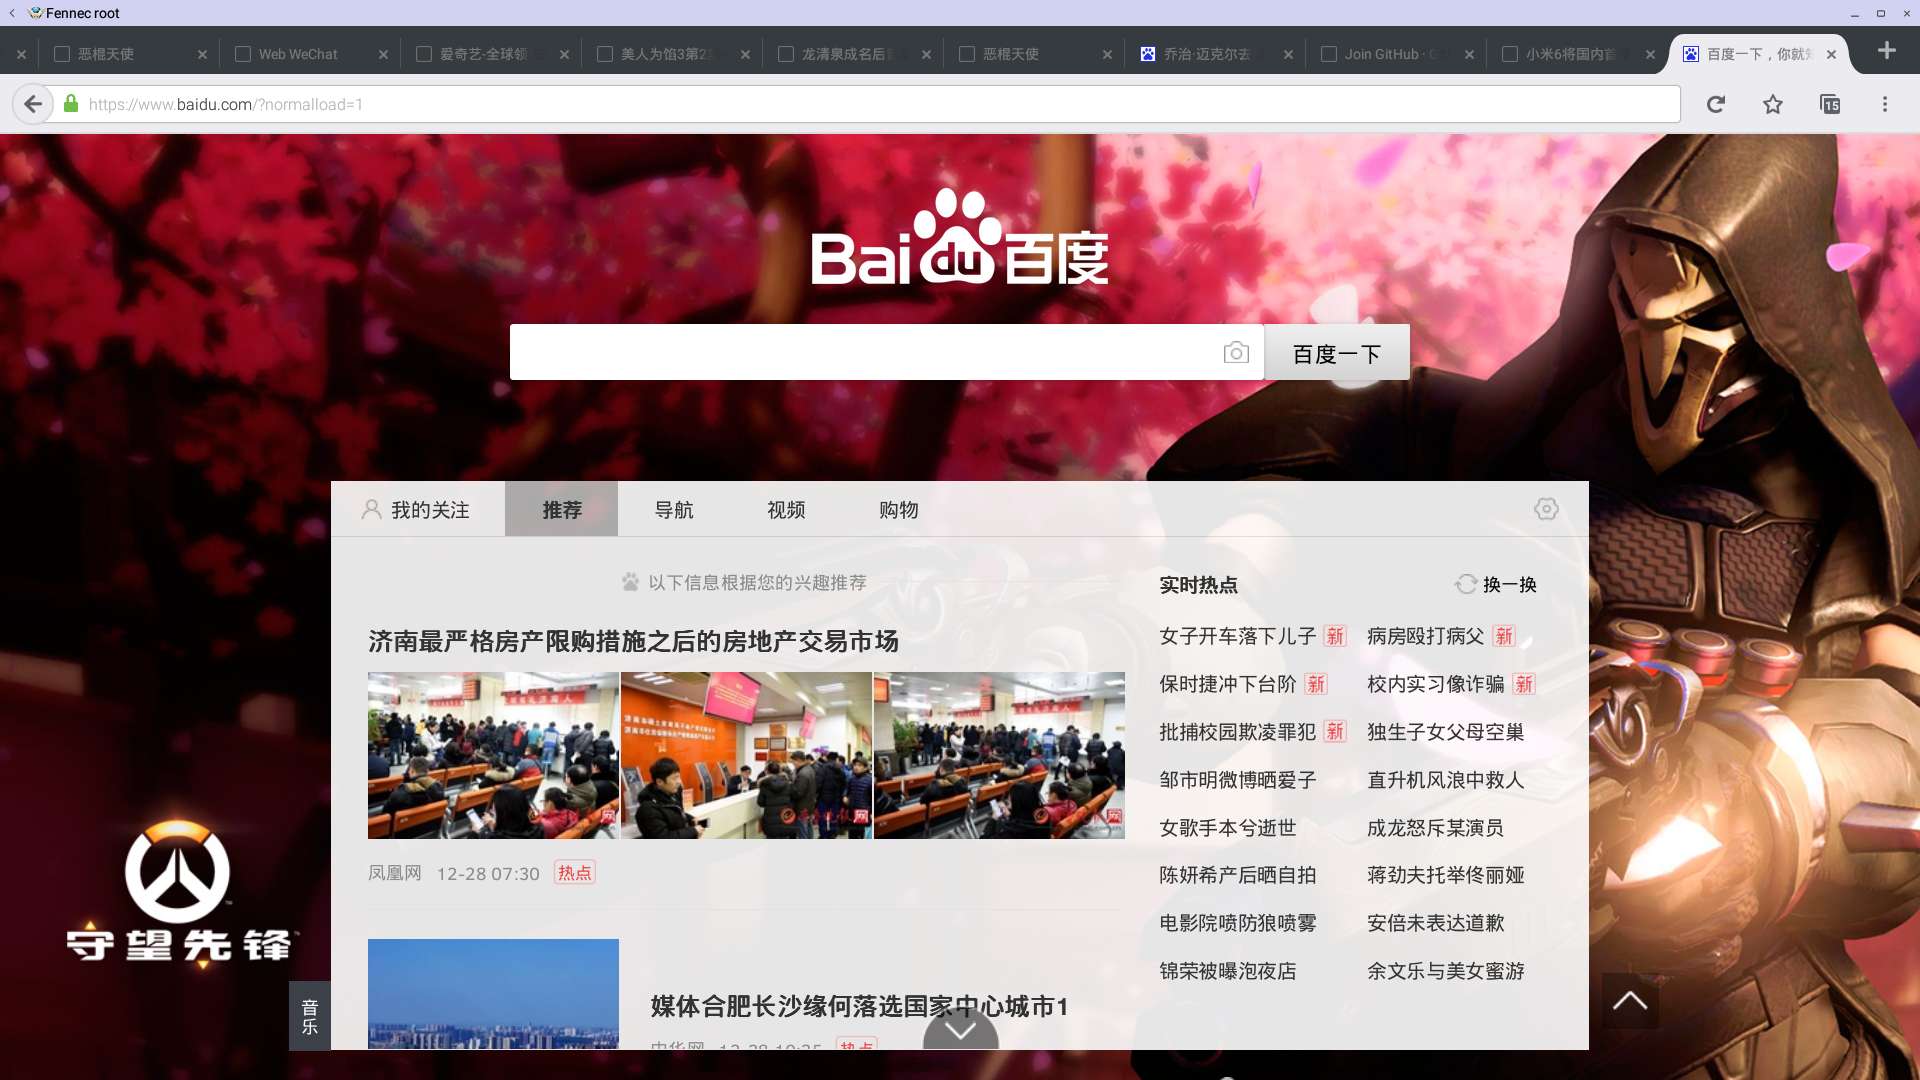 Fennec root
恶棍天使
Web WeChat
爱奇艺-全球领
美人为馅3第2
龙清泉成名后
恶棍天使
乔治·迈克尔去
Join GitHub · G
小米6将国内首
百度一下，你就知
https://www.baidu.com/?normalload=1
15
Bai du 百度
百度一下
我的关注
推荐
导航
视频
购物
以下信息根据您的兴趣推荐
济南最严格房产限购措施之后的房地产交易市场
凤凰网 12-28 07:30 热点
媒体合肥长沙缘何落选国家中心城市1
中华网 12-28 10:25 热点
实时热点
换一换
女子开车落下儿子 新
病房殴打病父 新
保时捷冲下台阶 新
校内实习像诈骗 新
批捕校园欺凌罪犯 新
独生子女父母空巢
邹市明微博晒爱子
直升机风浪中救人
女歌手本兮逝世
成龙怒斥某演员
陈妍希产后晒自拍
蒋劲夫托举佟丽娅
电影院喷防狼喷雾
安倍未表达道歉
锦荣被曝泡夜店
余文乐与美女蜜游
守望先锋
音乐